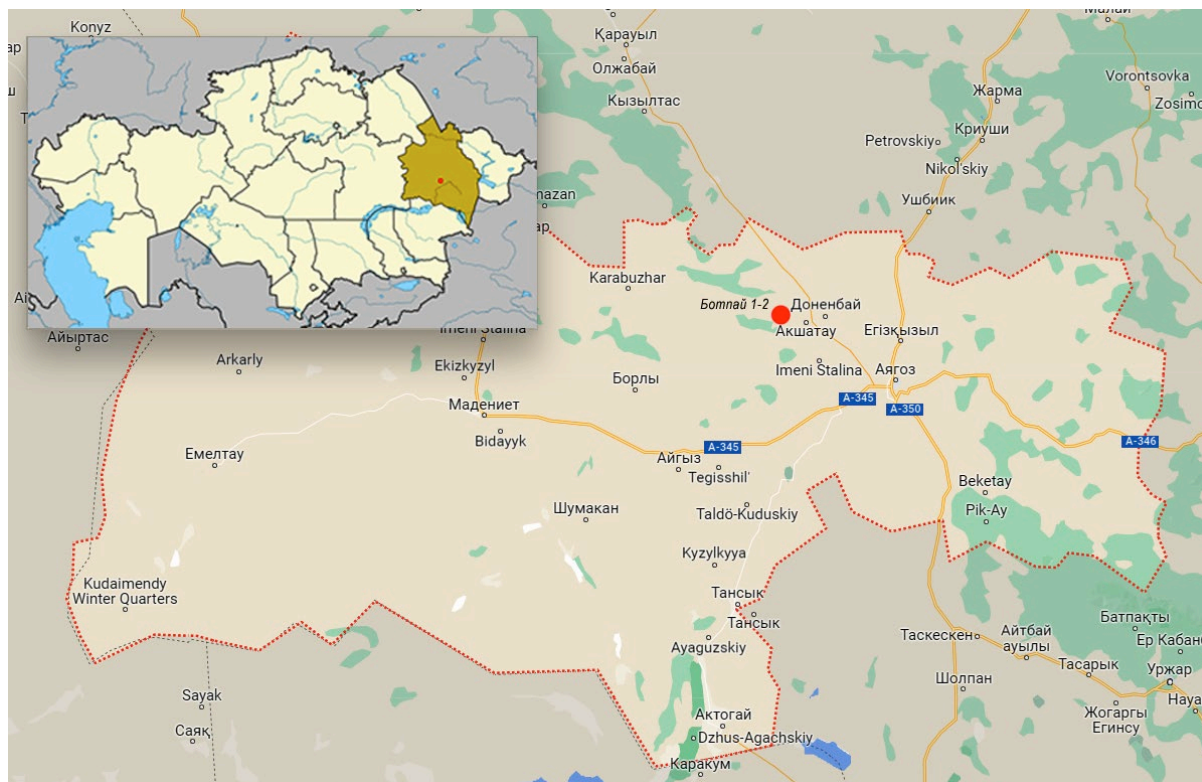 Konyz
Қарауыл
Олжабай
Кызылтас
Малай
Vorontsovka
Zosimo
Жарма
Криуши
Petrovskiy
Nikol'skiy
Ушбиик
mazan
ар
Karabuzhar
Ботпай 1-2
Доненбай
Акшатау
Егізқызыл
Imeni Stalina
Айыртас
Arkarly
Ekizkyzyl
Борлы
Imeni Stalina
Аягоз
A-345
A-350
Мадениет
Bidayyk
A-345
A-346
Емелтау
Айгыз
Tegisshil'
Beketay
Шумакан
Taldö-Kuduskiy
Pik-Ay
Kyzylkyya
Kudaimendy
Winter Quarters
Тансык
Тансык
Батпақты
Ayaguzskiy
Таскескен
Айтбай
ауылы
Ер Кабан
Тасарык
Уржар
Sayak
Шолпан
Науа
Саяқ
Актогай
Жогаргы
Егинсу
Dzhus-Agachskiy
Каракум